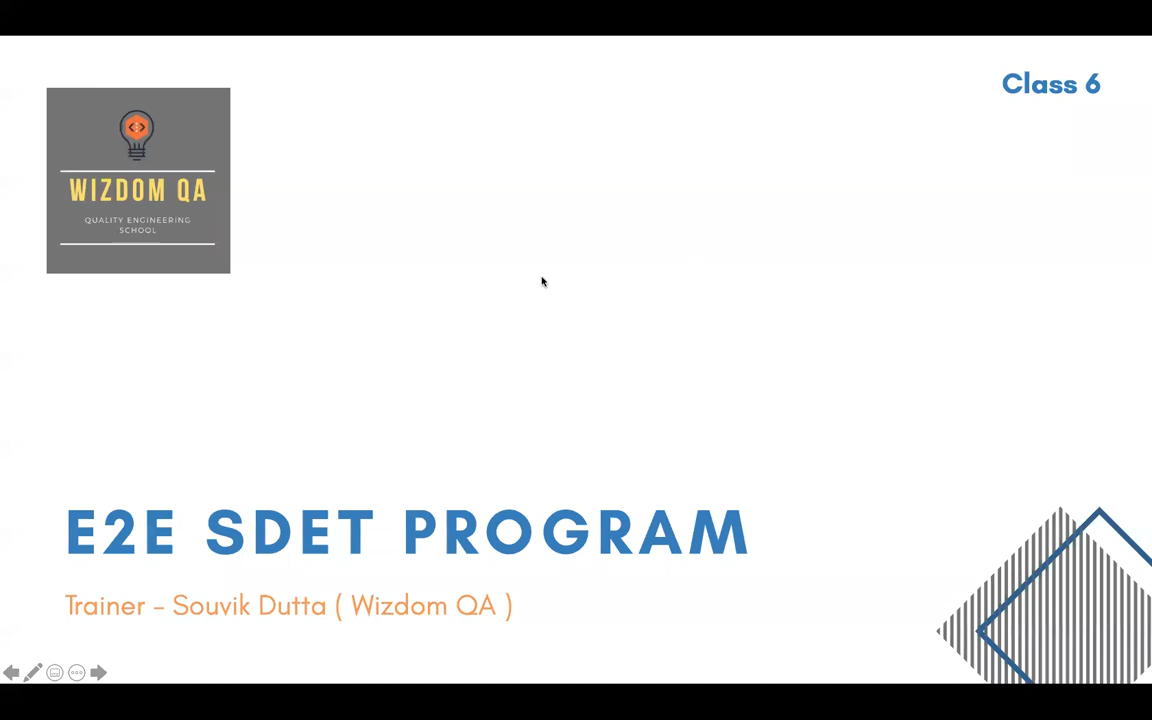 Class 6
WIZDOM QA
QUALITY ENGINEERING
SCHOOL
E2E SDET PROGRAM
Trainer - Souvik Dutta ( Wizdom QA )